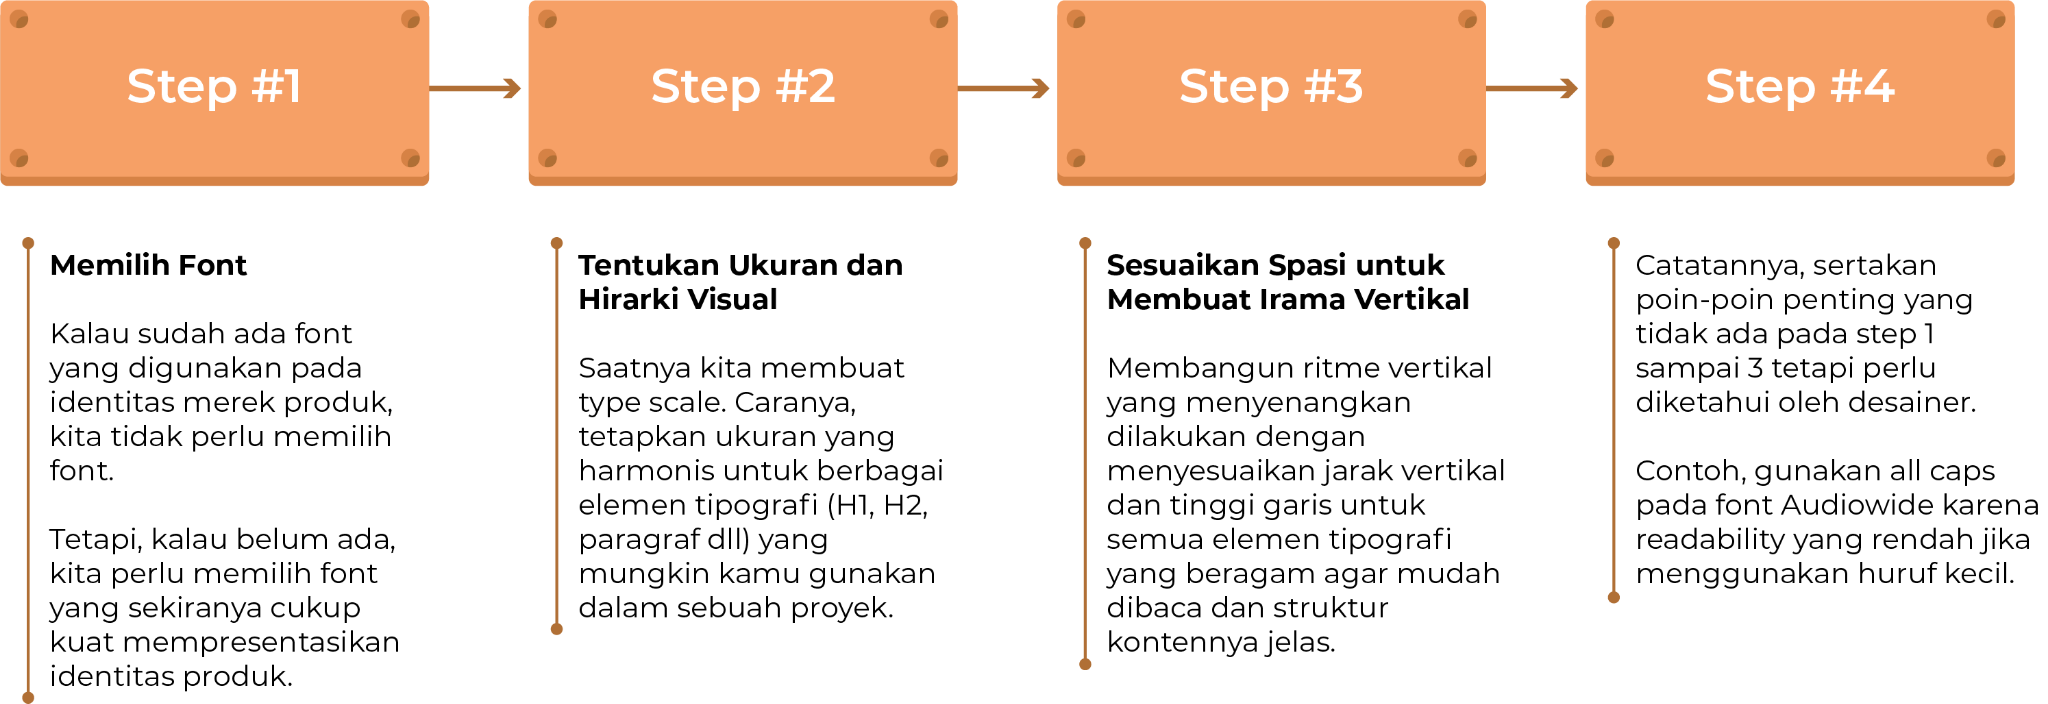 Step #1
Step #2
Step #3
Step #4
Memilih Font
Kalau sudah ada font
yang digunakan pada
identitas merek produk,
kita tidak perlu memilih
font.
Tetapi, kalau belum ada,
kita perlu memilih font
yang sekiranya cukup
kuat mempresentasikan
identitas produk.
Tentukan Ukuran dan
Hirarki Visual
Saatnya kita membuat
type scale. Caranya,
tetapkan ukuran yang
harmonis untuk berbagai
elemen tipografi (H1, H2,
paragraf dll) yang
mungkin kamu gunakan
dalam sebuah proyek.
Sesuaikan Spasi untuk
Membuat Irama Vertikal
Membangun ritme vertikal
yang menyenangkan
dilakukan dengan
menyesuaikan jarak vertikal
dan tinggi garis untuk
semua elemen tipografi
yang beragam agar mudah
dibaca dan struktur
kontennya jelas.
Catatannya, sertakan
poin-poin penting yang
tidak ada pada step 1
sampai 3 tetapi perlu
diketahui oleh desainer.
Contoh, gunakan all caps
pada font Audiowide karena
readability yang rendah jika
menggunakan huruf kecil.